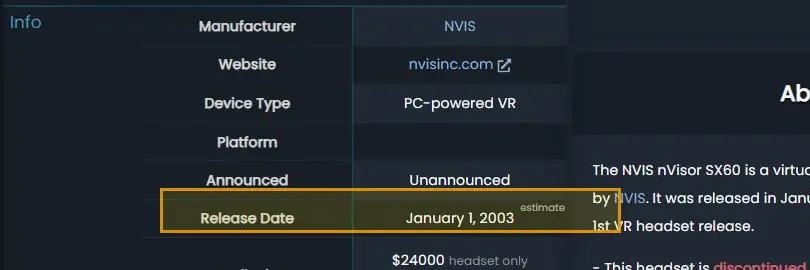 Info
Manufacturer NVIS
Website nvisinc.com
Device Type PC-powered VR
Platform
Announced Unannounced
Release Date January 1, 2003 estimate
$24000 headset only
Ab
The NVIS nVisor SX60 is a virtuc
by NVIS. It was released in Janu
1st VR headset release.
- This headset is discontinued